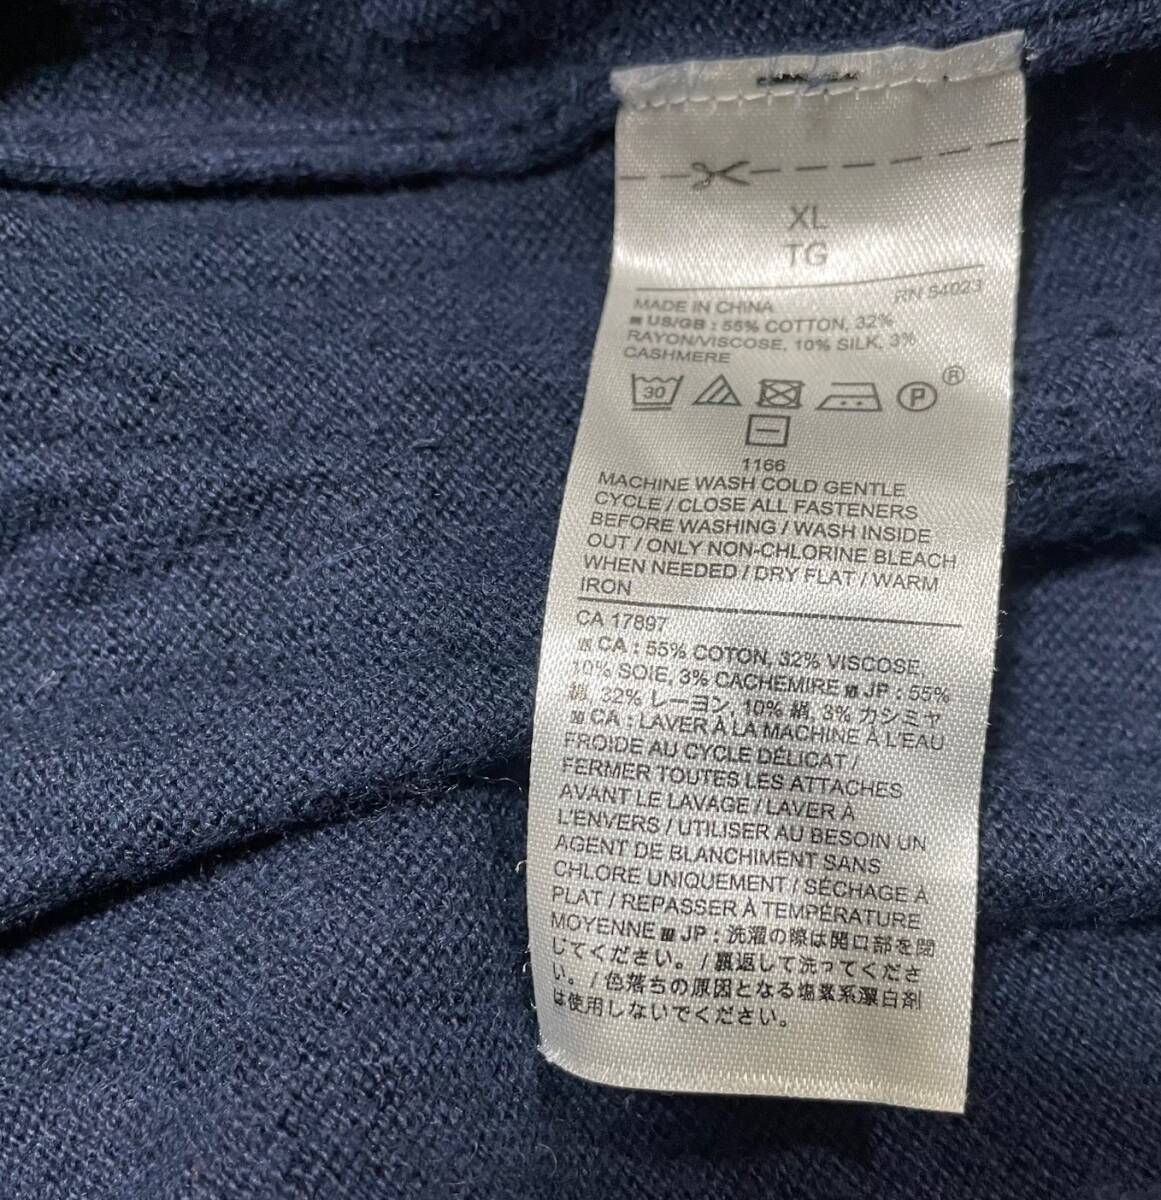 XL
TG
RN 54023
MADE IN CHINA
US/GB : 55% COTTON, 32%
RAYON/VISCOSE, 10% SILK, 3%
CASHMERE
30
P ®
1166
MACHINE WASH COLD GENTLE
CYCLE / CLOSE ALL FASTENERS
BEFORE WASHING / WASH INSIDE
OUT / ONLY NON-CHLORINE BLEACH
WHEN NEEDED / DRY FLAT / WARM
IRON
CA 17897
CA : 55% COTON, 32% VISCOSE,
10% SOIE, 3% CACHEMIRE JP : 55%
綿, 32% レーヨン, 10% 絹, 3% カシミヤ
CA : LAVER À LA MACHINE À L'EAU
FROIDE AU CYCLE DÉLICAT /
FERMER TOUTES LES ATTACHES
AVANT LE LAVAGE / LAVER À
L'ENVERS / UTILISER AU BESOIN UN
AGENT DE BLANCHIMENT SANS
CHLORE UNIQUEMENT / SÉCHAGE À
PLAT / REPASSER À TEMPÉRATURE
MOYENNE JP : 洗濯の際は開口部を閉
じてください。/ 裏返して洗ってくださ
い。/ 色落ちの原因となる塩素系漂白剤
は使用しないでください。